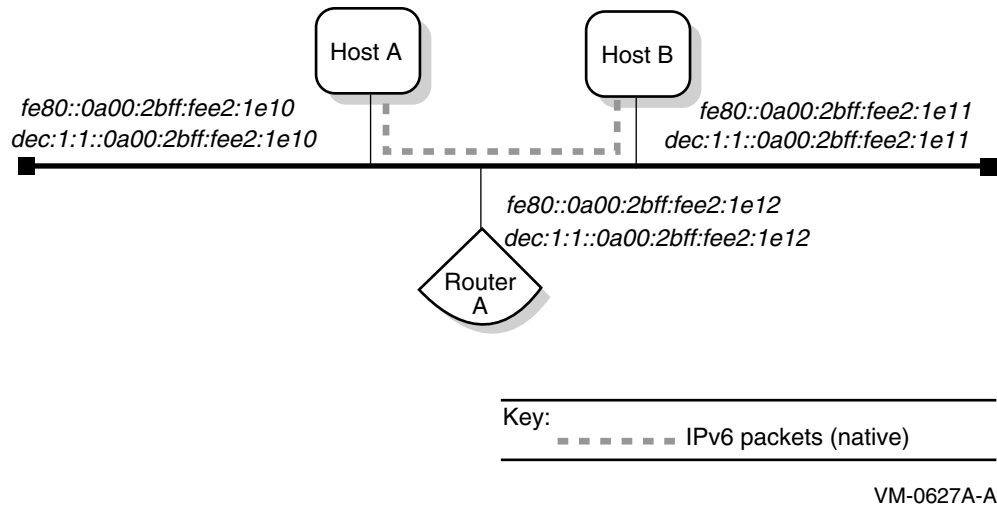 Host A
Host B
fe80::0a00:2bff:fee2:1e10
dec:1:1::0a00:2bff:fee2:1e10
fe80::0a00:2bff:fee2:1e11
dec:1:1::0a00:2bff:fee2:1e11
fe80::0a00:2bff:fee2:1e12
dec:1:1::0a00:2bff:fee2:1e12
Router
A
Key:
IPv6 packets (native)
VM-0627A-A